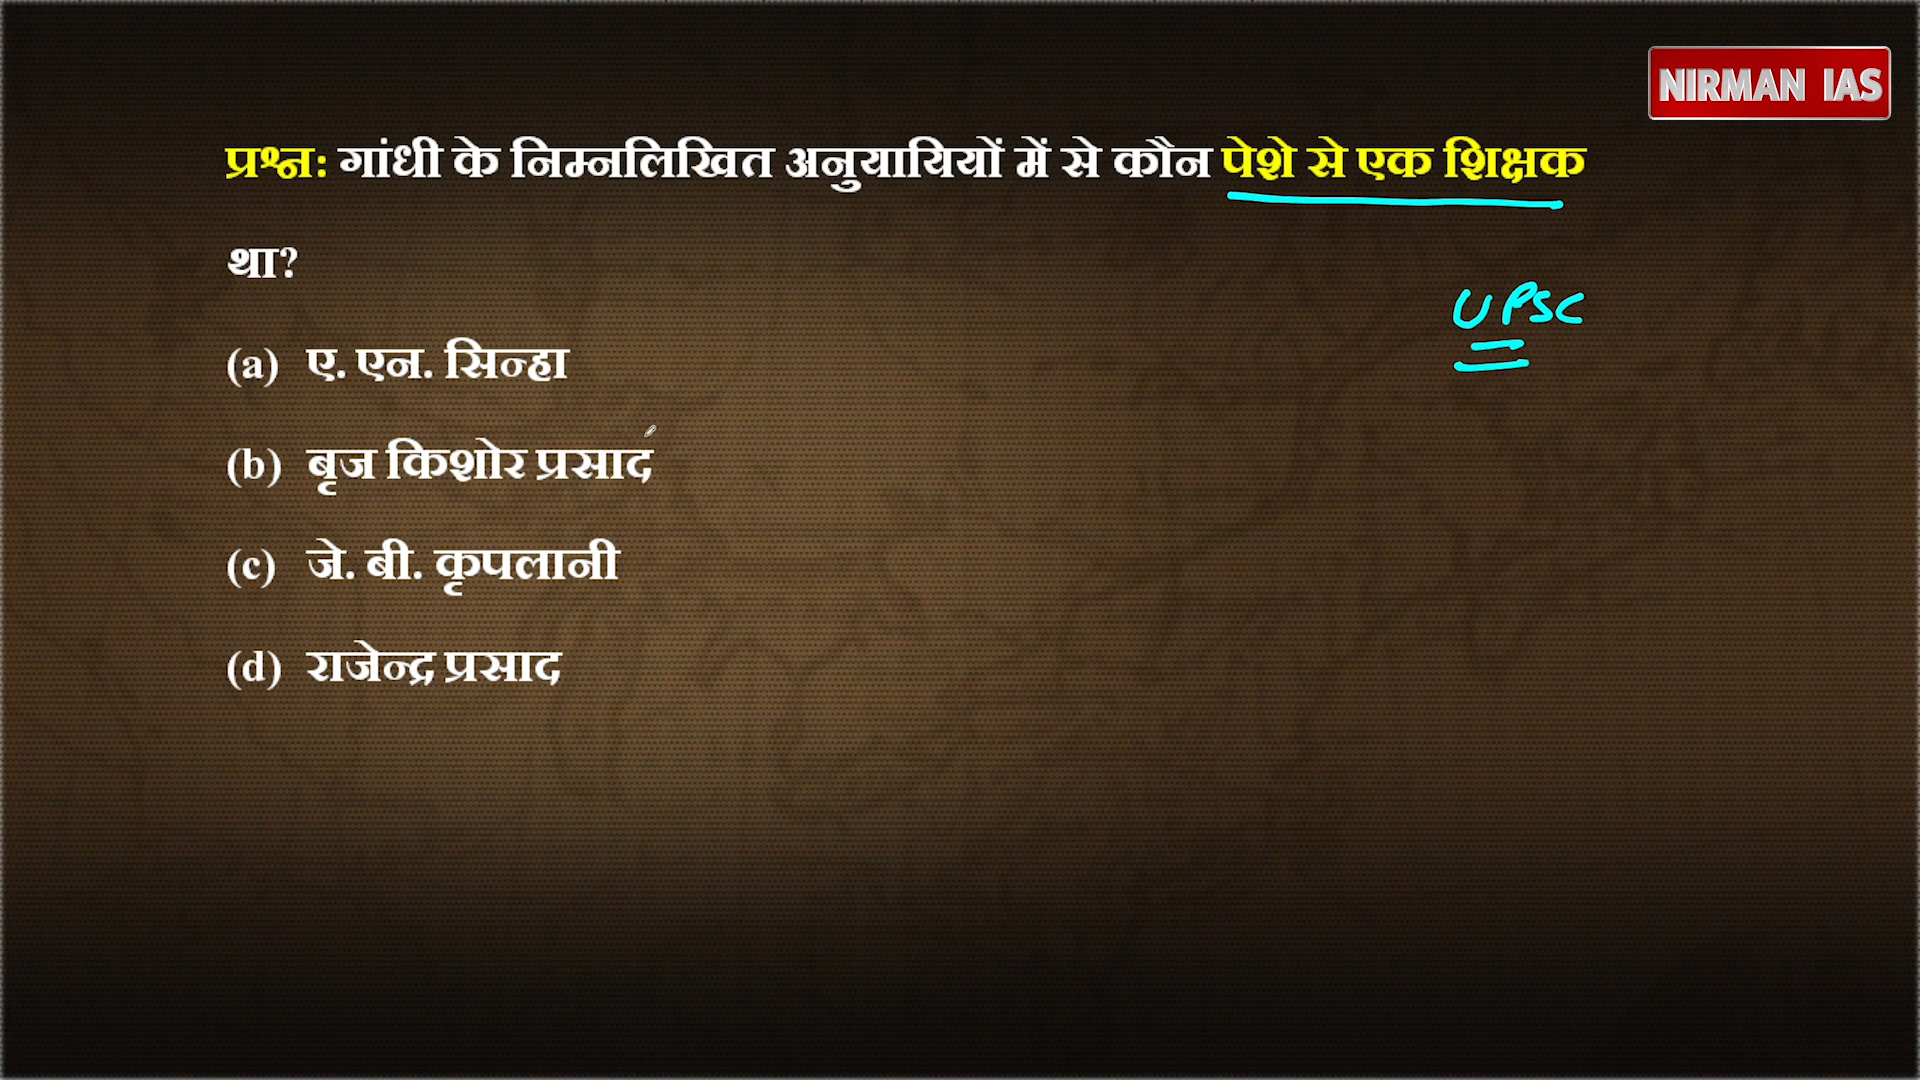 NIRMAN IAS
प्रश्न: गांधी के निम्नलिखित अनुयायियों में से कौन पेशे से एक शिक्षक
था?
UPSC
(a) ए. एन. सिन्हा
(b) बृज किशोर प्रसाद
(c) जे. बी. कृपलानी
(d) राजेन्द्र प्रसाद